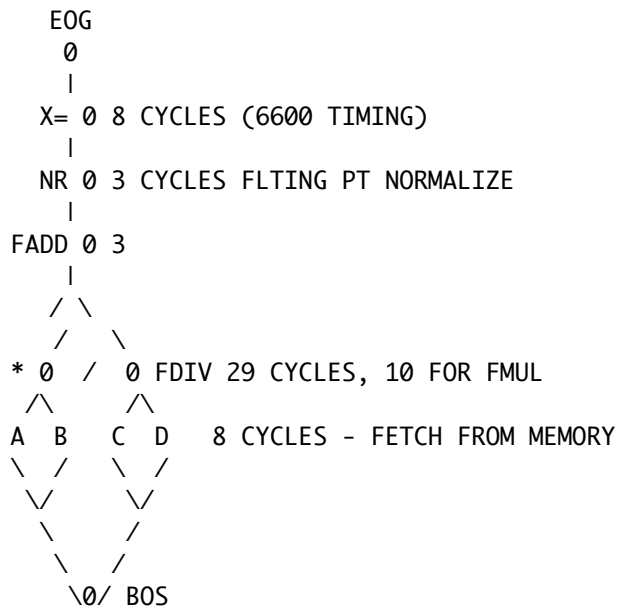 EOG
0
|
X= 0 8 CYCLES (6600 TIMING)
|
NR 0 3 CYCLES FLTING PT NORMALIZE
|
FADD 0 3
|
/ \
/ \
* 0 / 0 FDIV 29 CYCLES, 10 FOR FMUL
/\ /\
A B C D 8 CYCLES - FETCH FROM MEMORY
\ / \ /
\/ \/
\ /
\ /
\0/ BOS